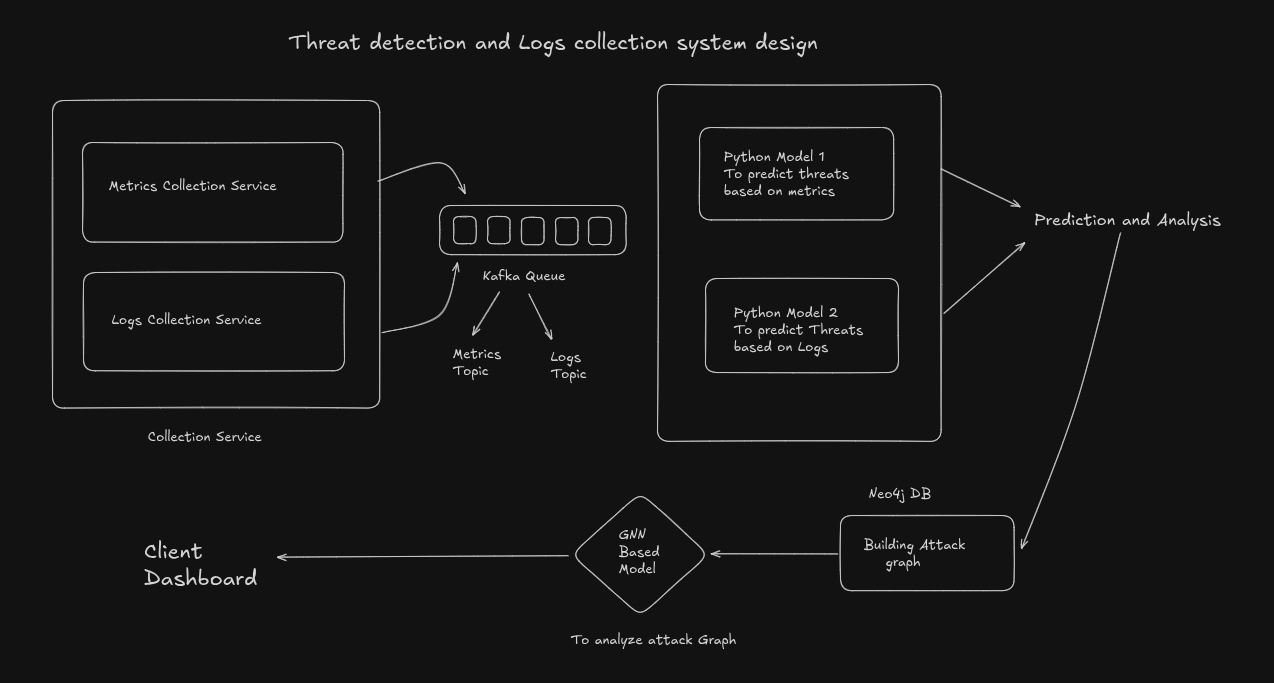 Threat detection and Logs collection system design
Metrics Collection Service
Logs Collection Service
Collection Service
Kafka Queue
Metrics
Topic
Logs
Topic
Python Model 1
To predict threats
based on metrics
Python Model 2
To predict Threats
based on Logs
Prediction and Analysis
Neo4j DB
Building Attack
graph
GNN
Based
Model
To analyze attack Graph
Client
Dashboard